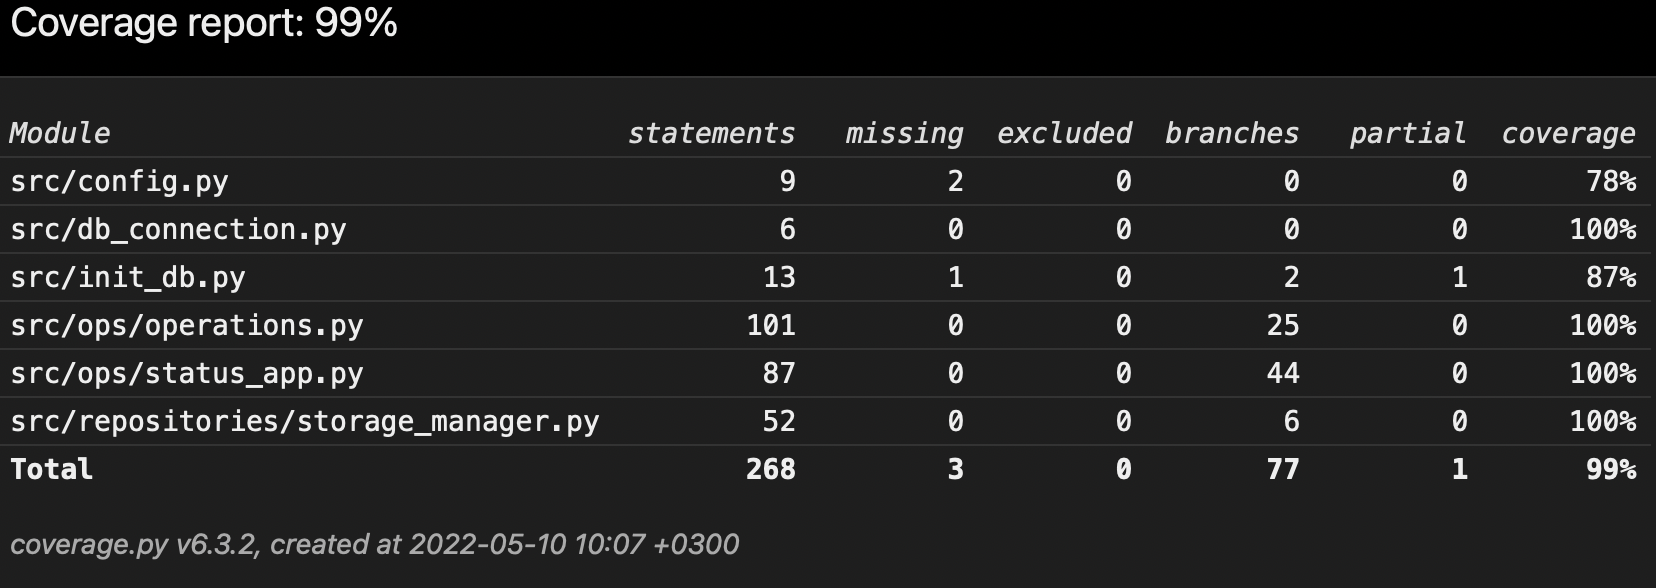 Coverage report: 99%
Module statements missing excluded branches partial coverage
src/config.py 9 2 0 0 0 78%
src/db_connection.py 6 0 0 0 0 100%
src/init_db.py 13 1 0 2 1 87%
src/ops/operations.py 101 0 0 25 0 100%
src/ops/status_app.py 87 0 0 44 0 100%
src/repositories/storage_manager.py 52 0 0 6 0 100%
Total 268 3 0 77 1 99%
coverage.py v6.3.2, created at 2022-05-10 10:07 +0300